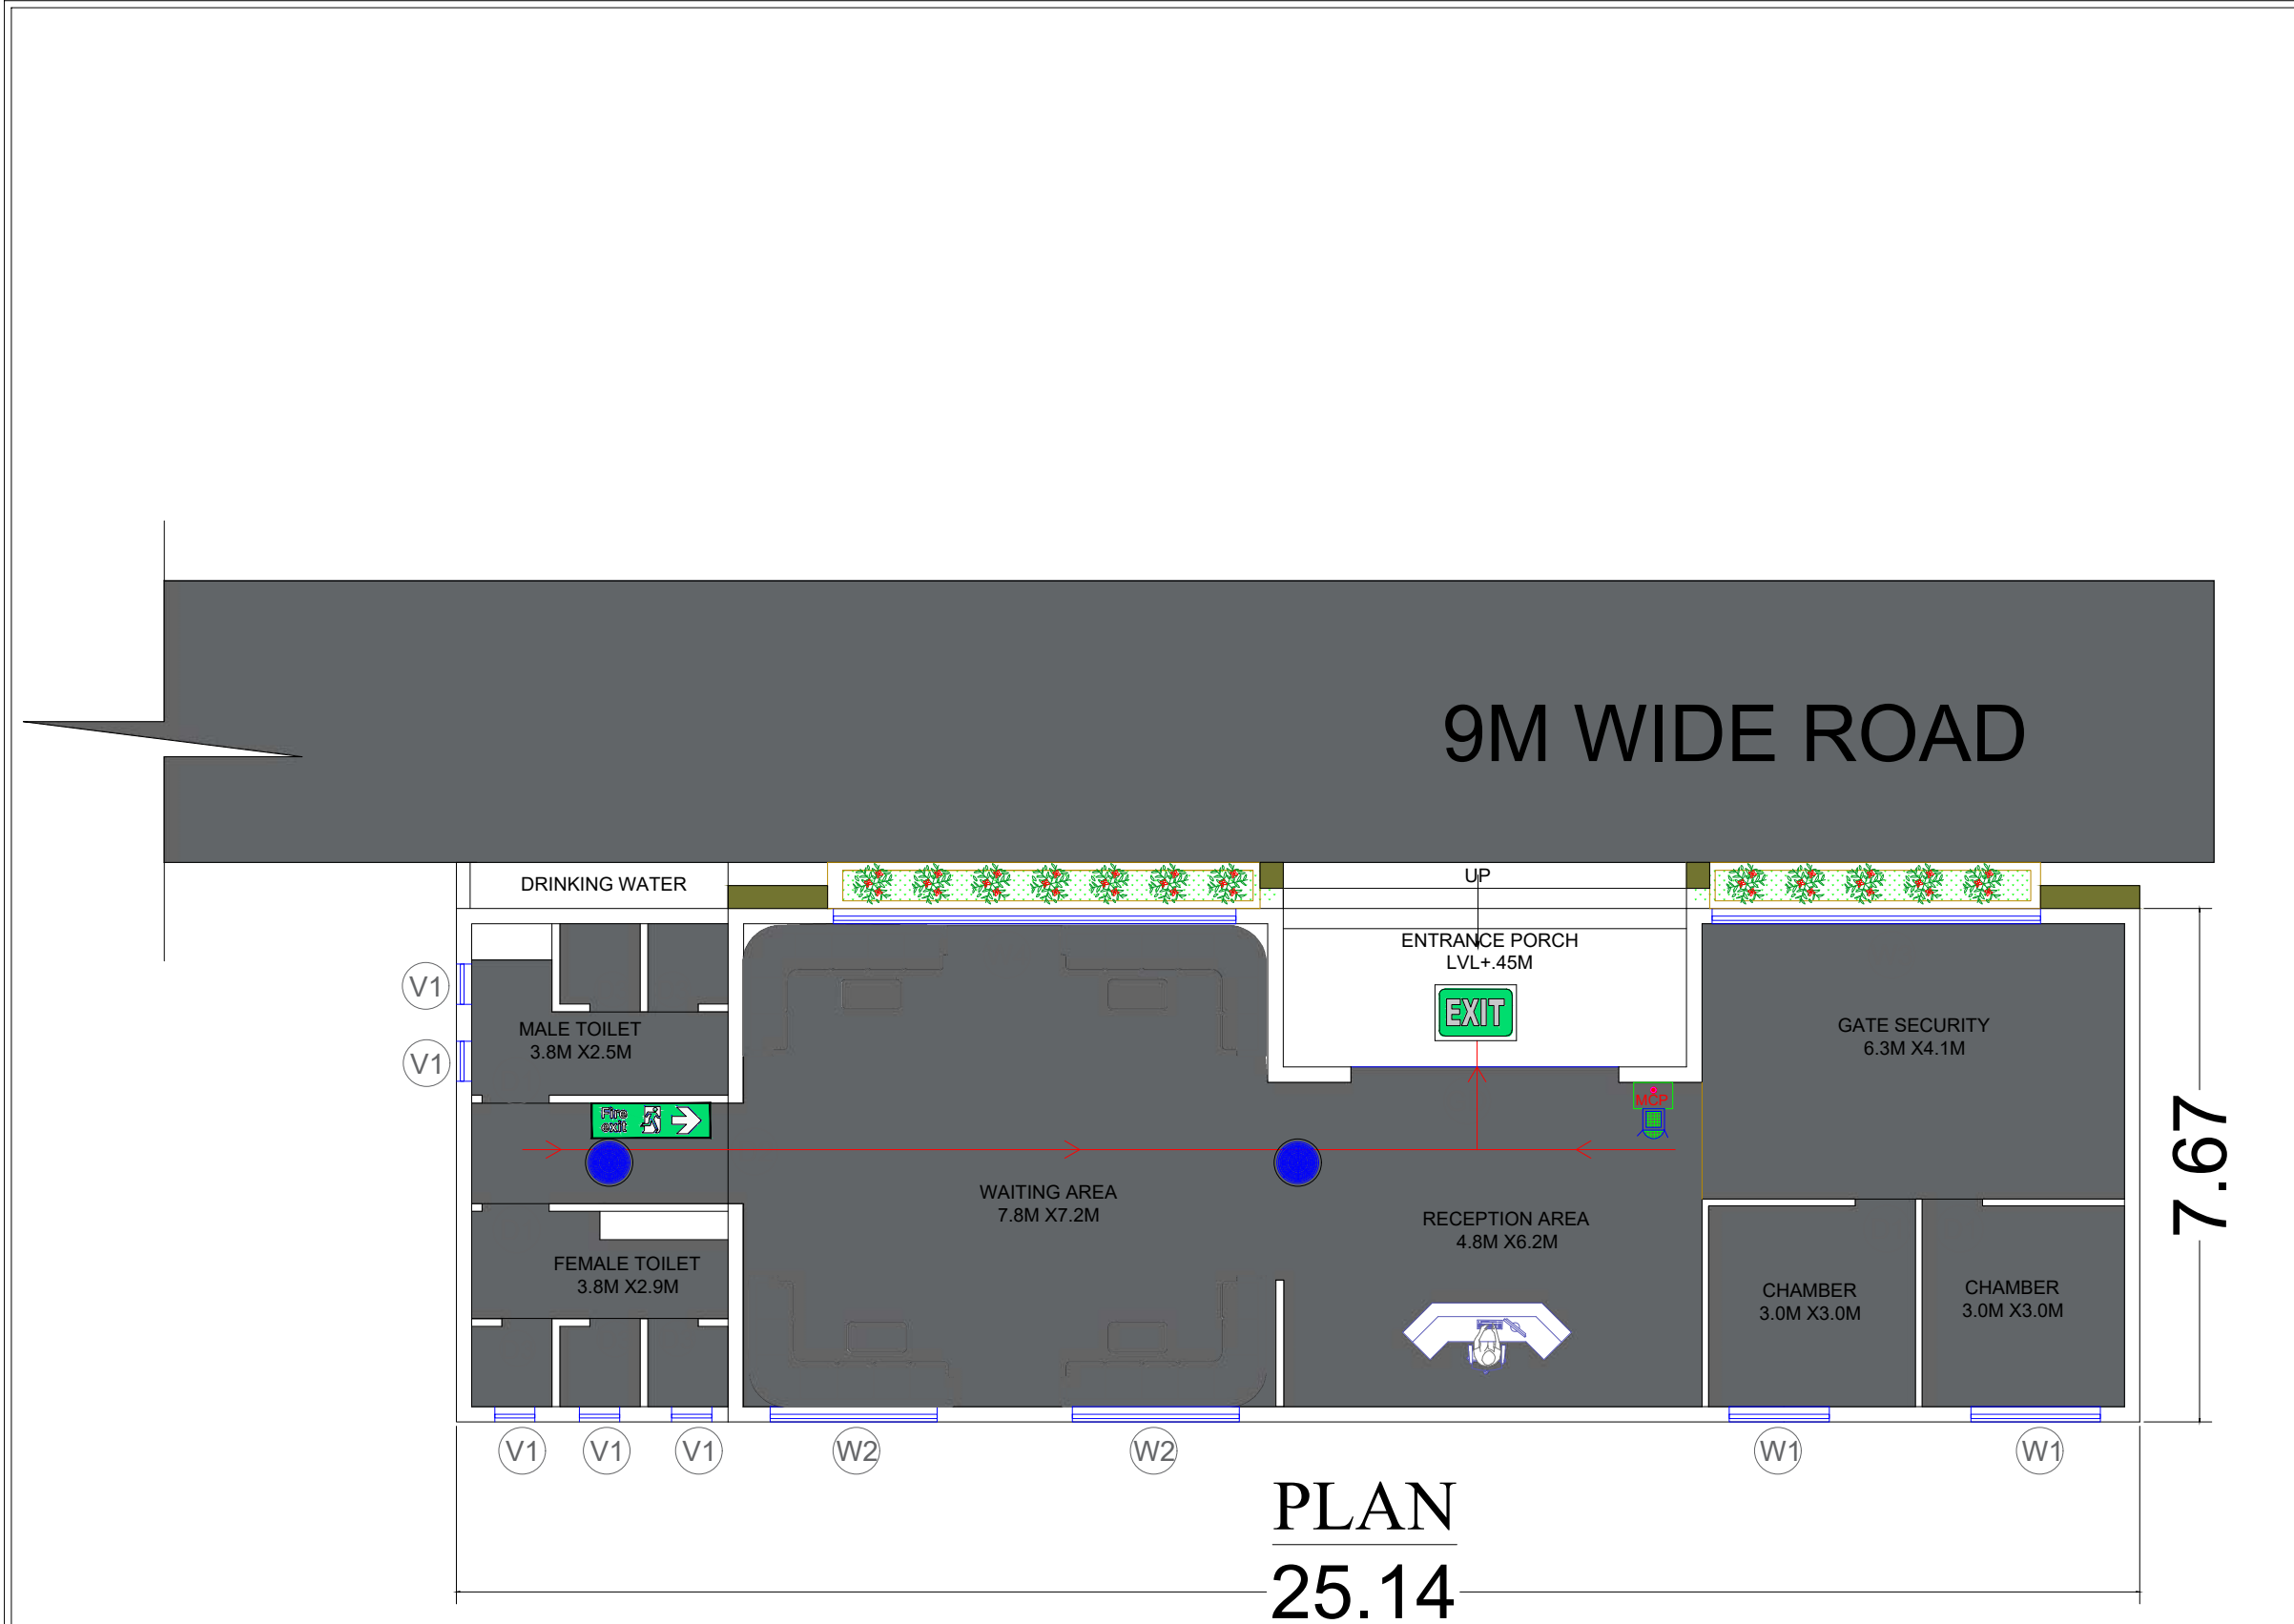 9M WIDE ROAD
DRINKING WATER
UP
ENTRANCE PORCH
LVL+.45M
EXIT
V1
V1
MALE TOILET
3.8M X2.5M
GATE SECURITY
6.3M X4.1M
MCP
Fire
exit
7.67
WAITING AREA
7.8M X7.2M
RECEPTION AREA
4.8M X6.2M
FEMALE TOILET
3.8M X2.9M
CHAMBER
3.0M X3.0M
CHAMBER
3.0M X3.0M
V1
V1
V1
W2
W2
W1
W1
PLAN
25.14